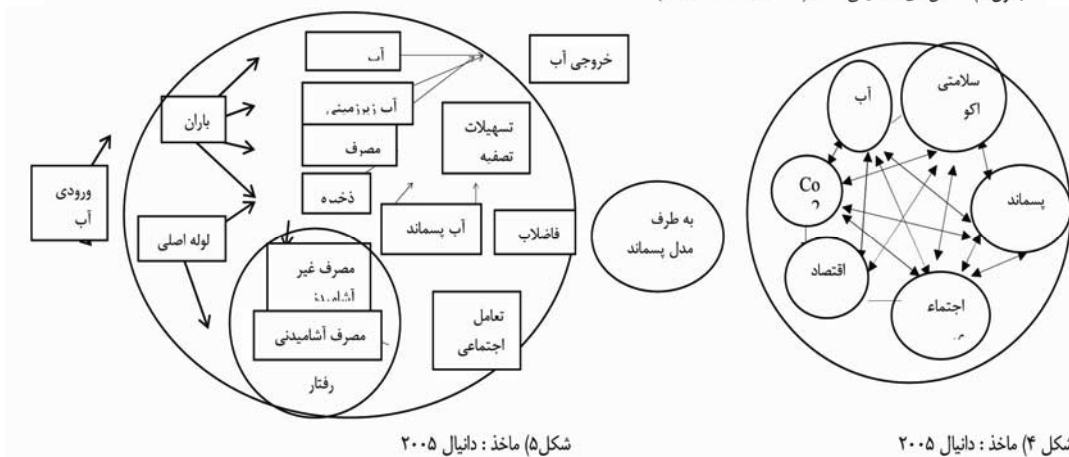 سلامتی
اکو
آب
Co
پسماند
اقتصاد
اجتماء
شکل ۴) ماخذ : دانیال ۲۰۰۵
خروجی آب
آب
آب زیرزمینی
مصرف
ذخیره
باران
تسهیلات
تصفیه
ورودی
آب
لوله اصلی
آب پسماند
فاضلاب
به طرف
مدل پسماند
مصرف غیر
آشامیدنی
مصرف آشامیدنی
رفتار
تعامل
اجتماعی
شکل۵) ماخذ : دانیال ۲۰۰۵